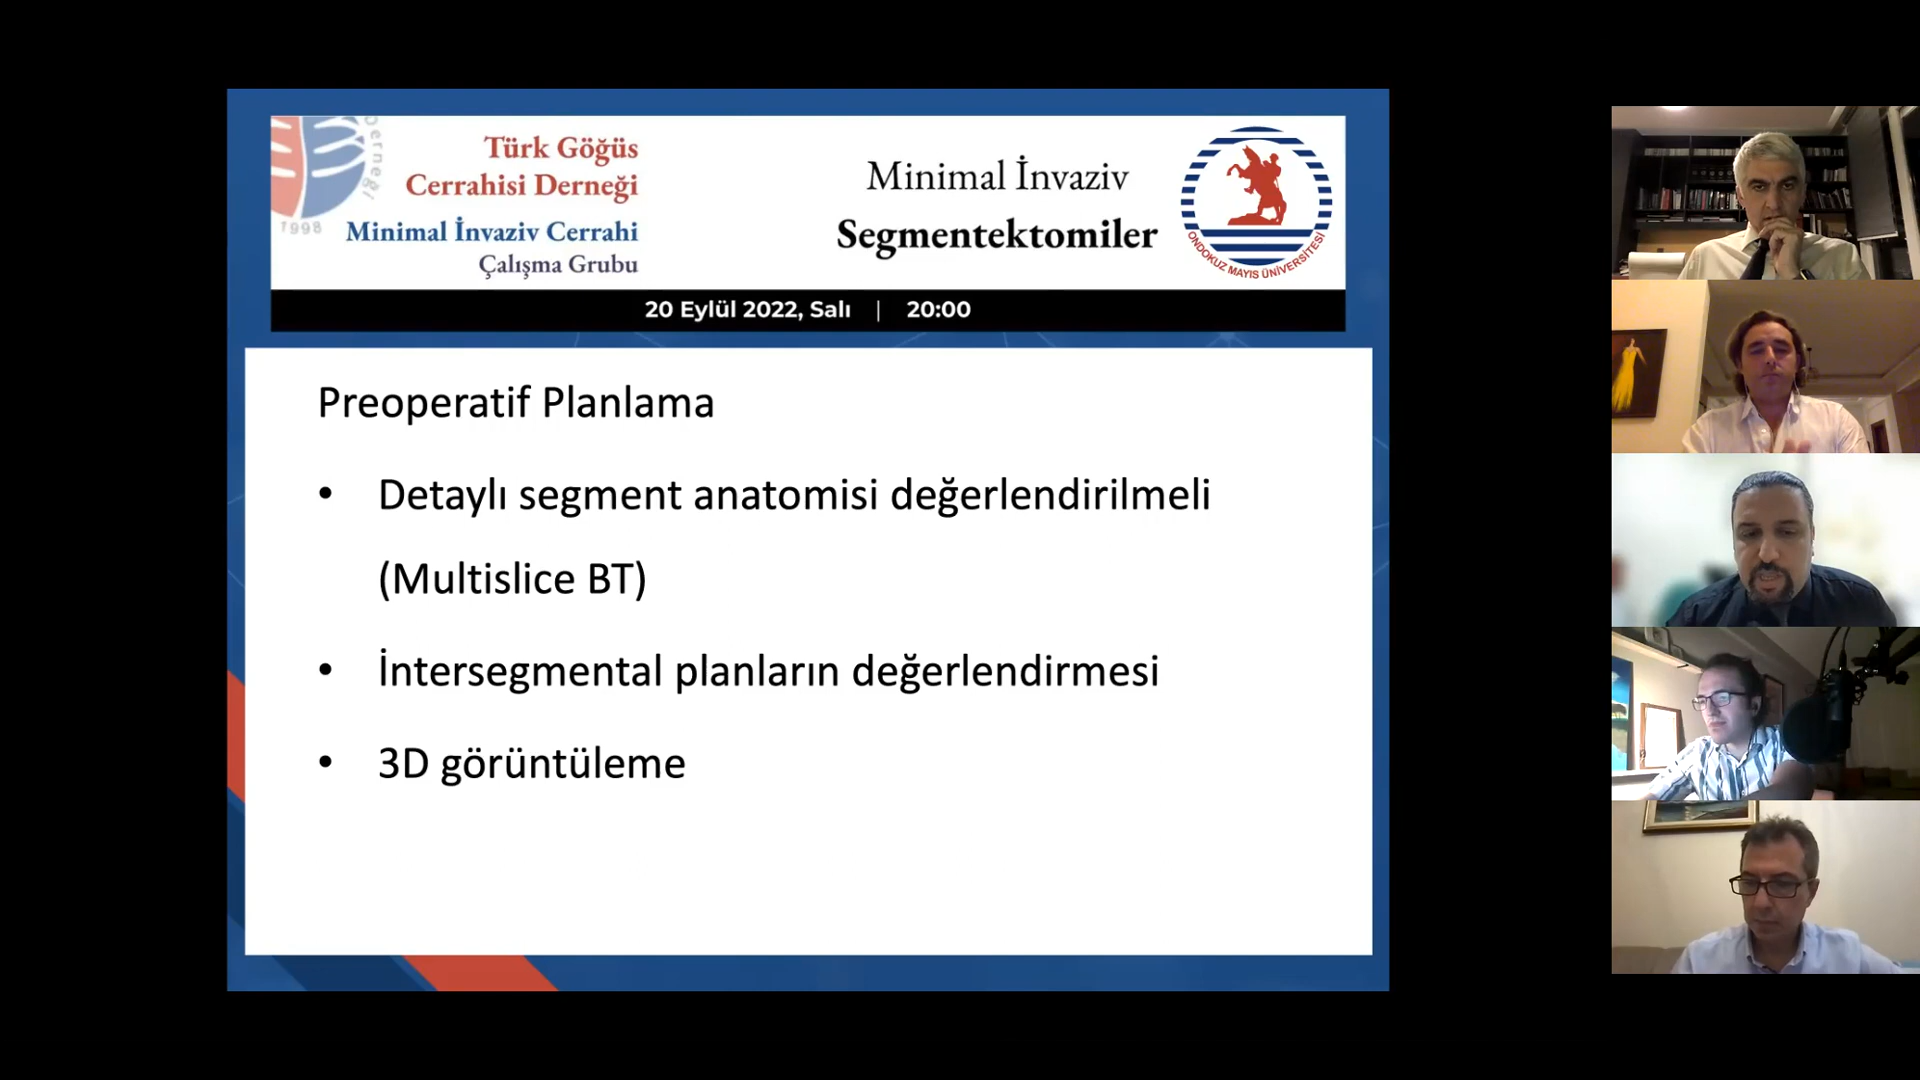 Derneği
1998
Türk Göğüs
Cerrahisi Derneği
Minimal İnvaziv Cerrahi
Çalışma Grubu
Minimal İnvaziv
Segmentektomiler
ONDOKUZ MAYIS ÜNİVERSİTESİ
20 Eylül 2022, Salı | 20:00
Preoperatif Planlama
• Detaylı segment anatomisi değerlendirilmeli
(Multislice BT)
• İntersegmental planların değerlendirmesi
• 3D görüntüleme